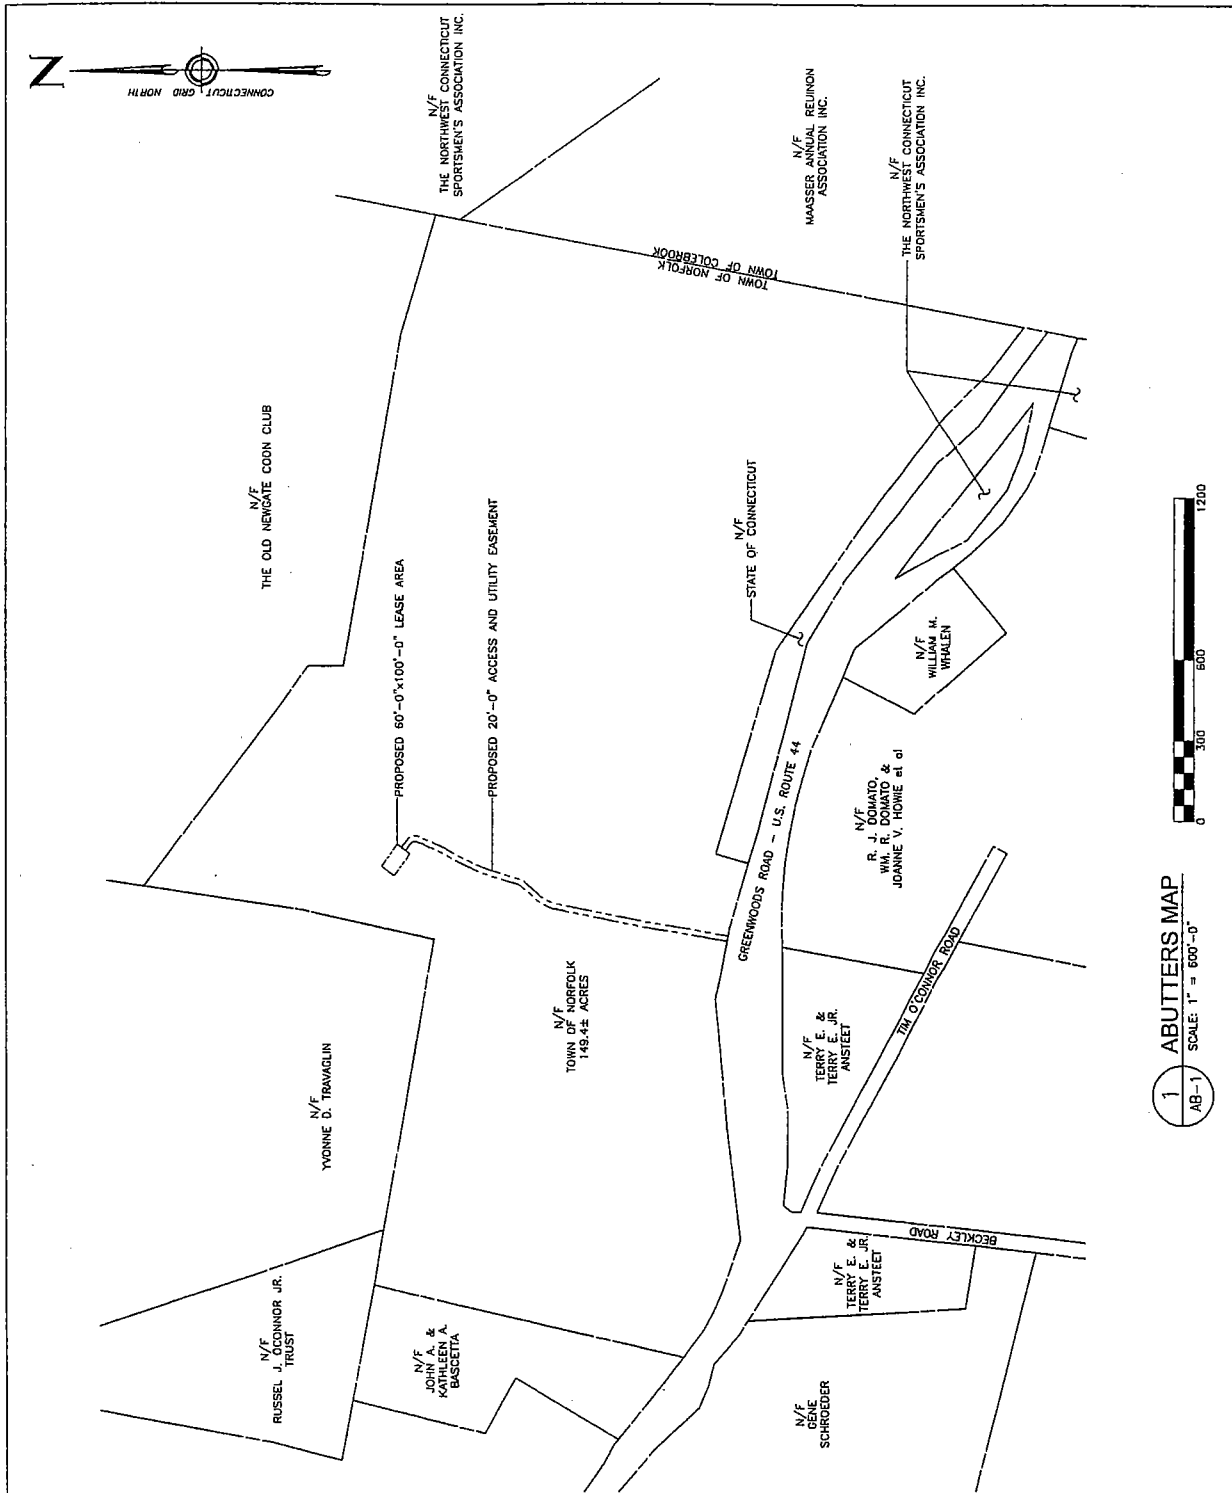 N
CONNECTICUT GRID NORTH
N/F
THE NORTHWEST CONNECTICUT
SPORTSMEN'S ASSOCIATION INC.
N/F
MAASSER ANNUAL REUINON
ASSOCIATION INC.
N/F
THE NORTHWEST CONNECTICUT
SPORTSMEN'S ASSOCIATION INC.
TOWN OF NORFOLK
TOWN OF COLEBROOK
N/F
THE OLD NEWGATE COON CLUB
PROPOSED 60'-0"x100'-0" LEASE AREA
PROPOSED 20'-0" ACCESS AND UTILITY EASEMENT
N/F
STATE OF CONNECTICUT
N/F
WILLIAM M.
WHALEN
GREENWOODS ROAD - U.S. ROUTE 44
N/F
R. J. DOMATO,
WM. R. DOMATO &
JOANNE V. HOWIE et al
N/F
YVONNE D. TRAVAGLIN
N/F
TOWN OF NORFOLK
149.4± ACRES
N/F
TERRY E. &
TERRY E. JR.
ANSTEET
TIM O'CONNOR ROAD
BECKLEY ROAD
N/F
RUSSEL J. OCONNOR JR.
TRUST
N/F
JOHN A. &
KATHLEEN A.
BASCETTA
N/F
TERRY E. &
TERRY E. JR.
ANSTEET
N/F
GENE
SCHROEDER
1
AB-1
ABUTTERS MAP
SCALE: 1" = 600'-0"
0 300 600 1200